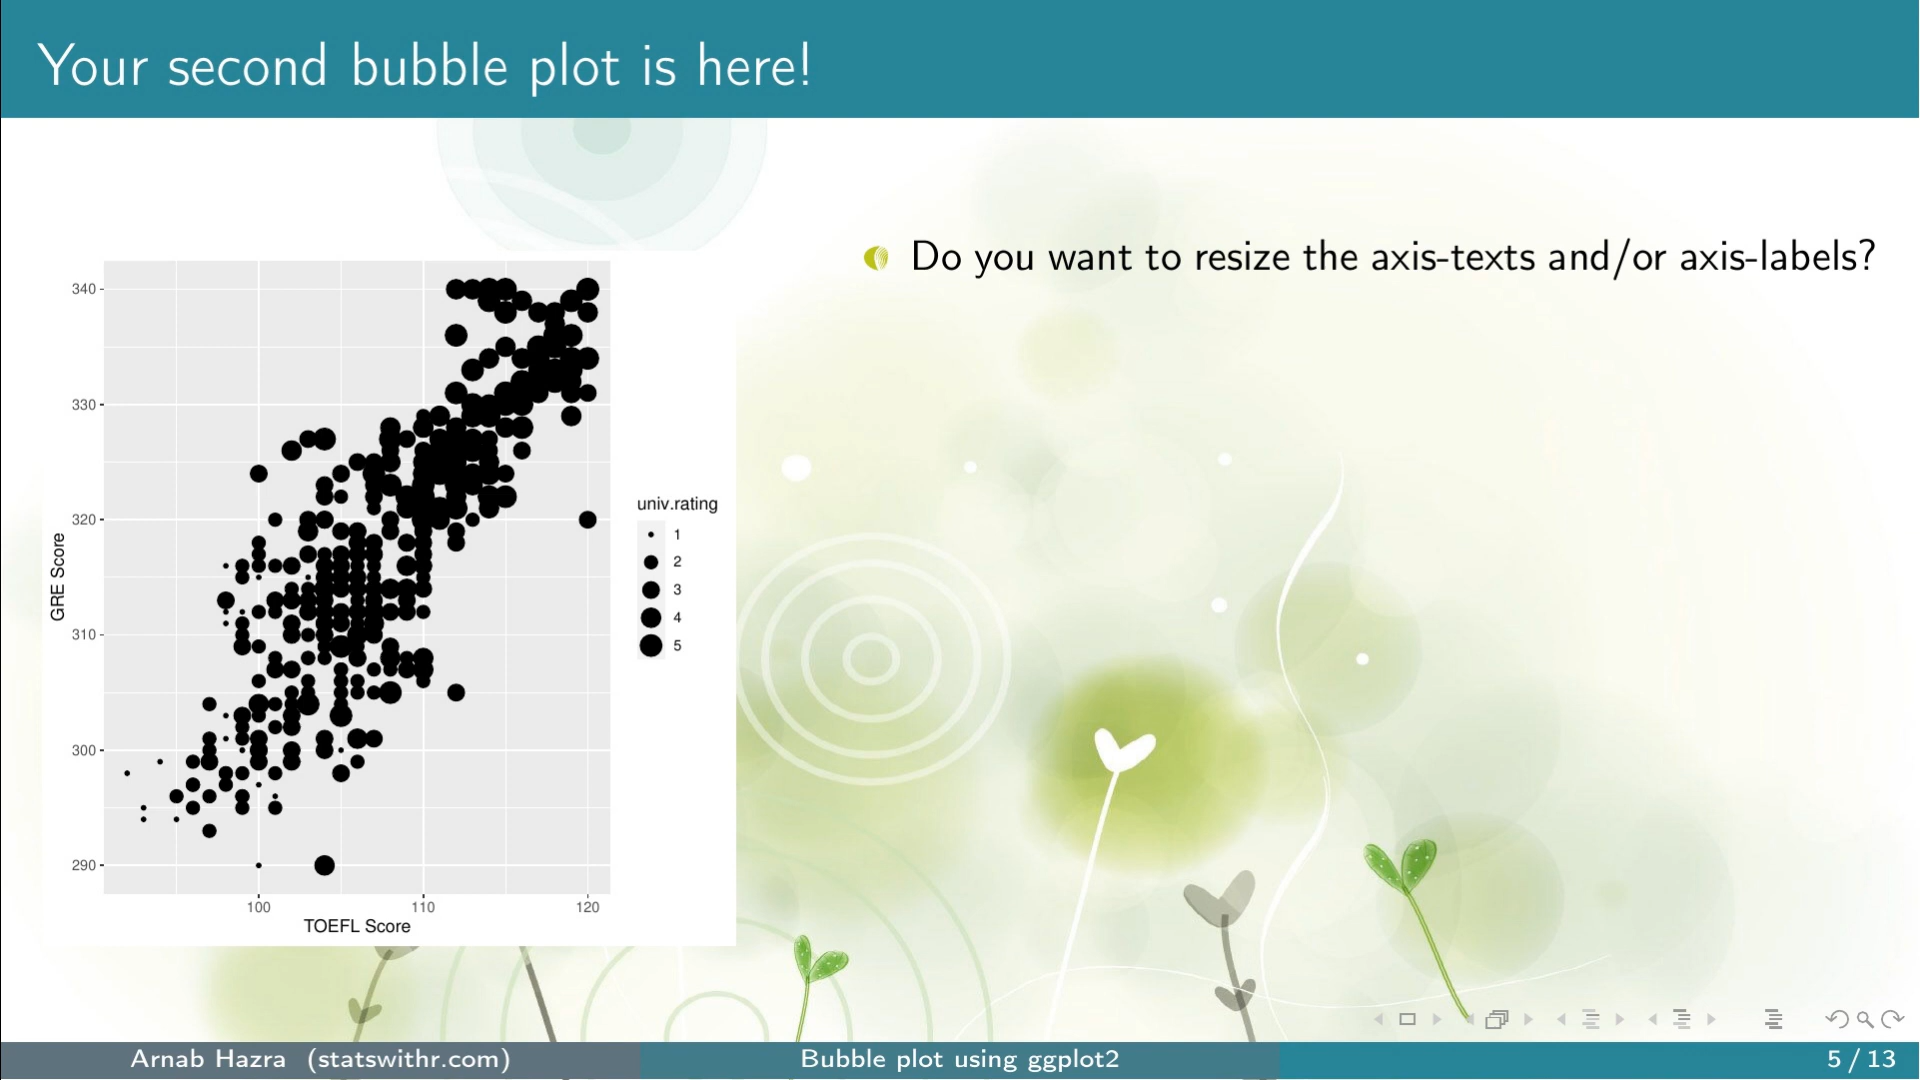 Your second bubble plot is here!
Do you want to resize the axis-texts and/or axis-labels?
340
330
320
310
300
290
GRE Score
100 110 120
TOEFL Score
univ.rating
1
2
3
4
5
Arnab Hazra (statswithr.com) Bubble plot using ggplot2 5 / 13